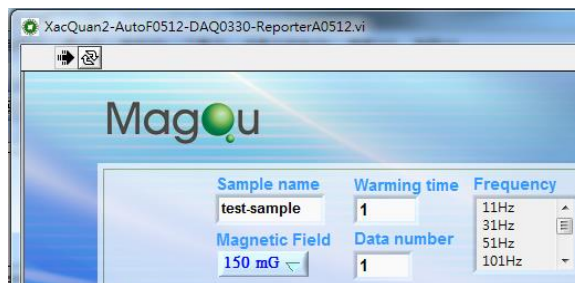 XacQuan2-AutoF0512-DAQ0330-ReporterA0512.vi
MagQu
Sample name
Warming time
Frequency
test-sample
1
11Hz
31Hz
51Hz
101Hz
Magnetic Field
Data number
150 mG
1